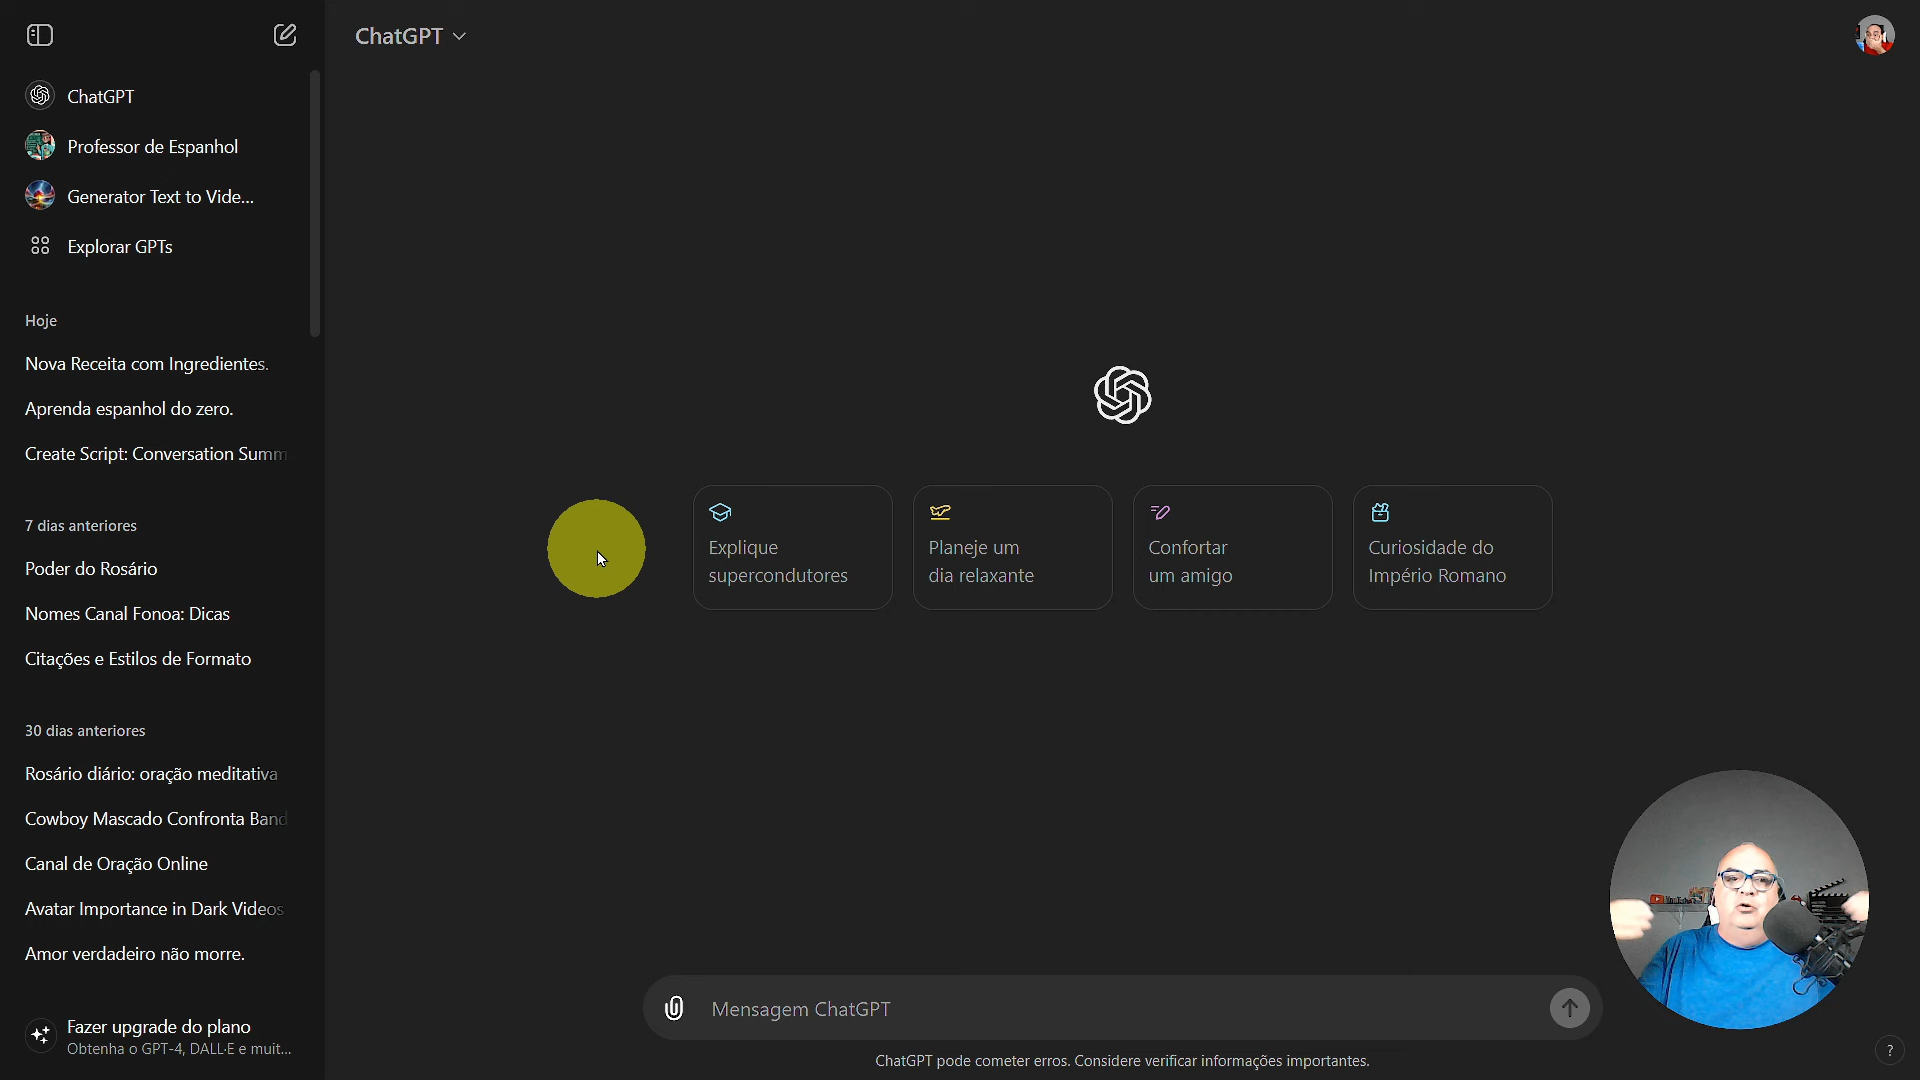 ChatGPT
ChatGPT
Professor de Espanhol
Generator Text to Vide...
Explorar GPTs
Hoje
Nova Receita com Ingredientes.
Aprenda espanhol do zero.
Create Script: Conversation Summ
7 dias anteriores
Poder do Rosário
Nomes Canal Fonoa: Dicas
Citações e Estilos de Formato
30 dias anteriores
Rosário diário: oração meditativa
Cowboy Mascado Confronta Band
Canal de Oração Online
Avatar Importance in Dark Videos
Amor verdadeiro não morre.
Fazer upgrade do plano
Obtenha o GPT-4, DALL·E e muit...
Explique
supercondutores
Planeje um
dia relaxante
Confortar
um amigo
Curiosidade do
Império Romano
Mensagem ChatGPT
ChatGPT pode cometer erros. Considere verificar informações importantes.
?